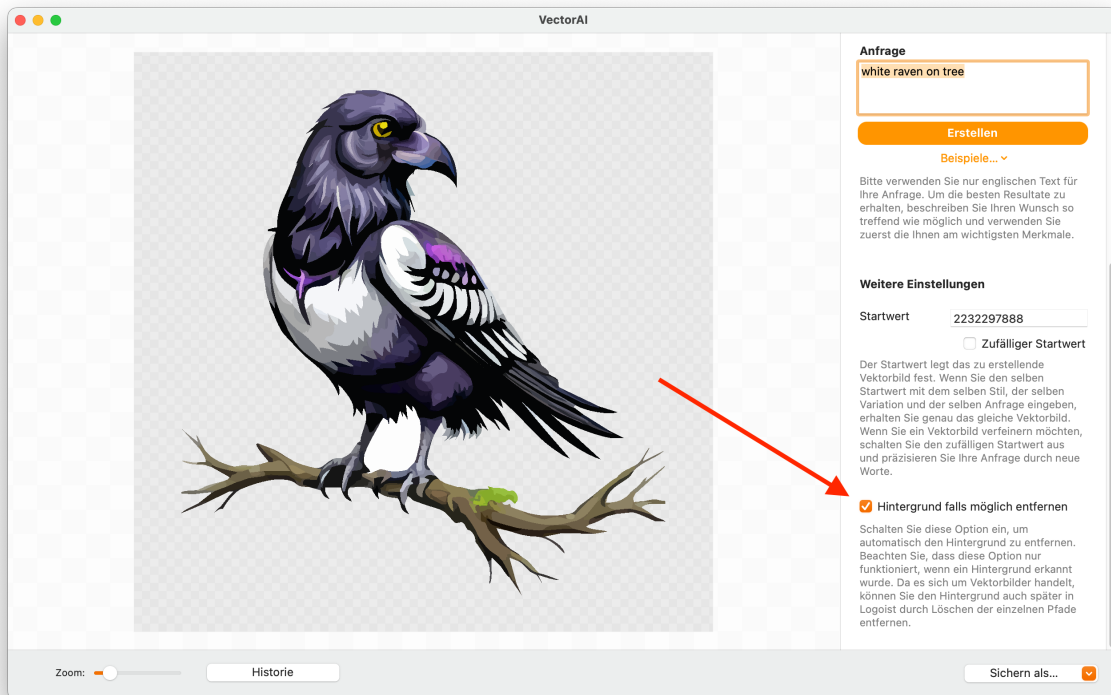 VectorAI
Anfrage
white raven on tree
Erstellen
Beispiele...
Bitte verwenden Sie nur englischen Text für
Ihre Anfrage. Um die besten Resultate zu
erhalten, beschreiben Sie Ihren Wunsch so
treffend wie möglich und verwenden Sie
zuerst die Ihnen am wichtigsten Merkmale.
Weitere Einstellungen
Startwert 2232297888
Zufälliger Startwert
Der Startwert legt das zu erstellende
Vektorbild fest. Wenn Sie den selben
Startwert mit dem selben Stil, der selben
Variation und der selben Anfrage eingeben,
erhalten Sie genau das gleiche Vektorbild.
Wenn Sie ein Vektorbild verfeinern möchten,
schalten Sie den zufälligen Startwert aus
und präzisieren Sie Ihre Anfrage durch neue
Worte.
Hintergrund falls möglich entfernen
Schalten Sie diese Option ein, um
automatisch den Hintergrund zu entfernen.
Beachten Sie, dass diese Option nur
funktioniert, wenn ein Hintergrund erkannt
wurde. Da es sich um Vektorbilder handelt,
können Sie den Hintergrund auch später in
Logoist durch Löschen der einzelnen Pfade
entfernen.
Zoom:
Historie
Sichern als...